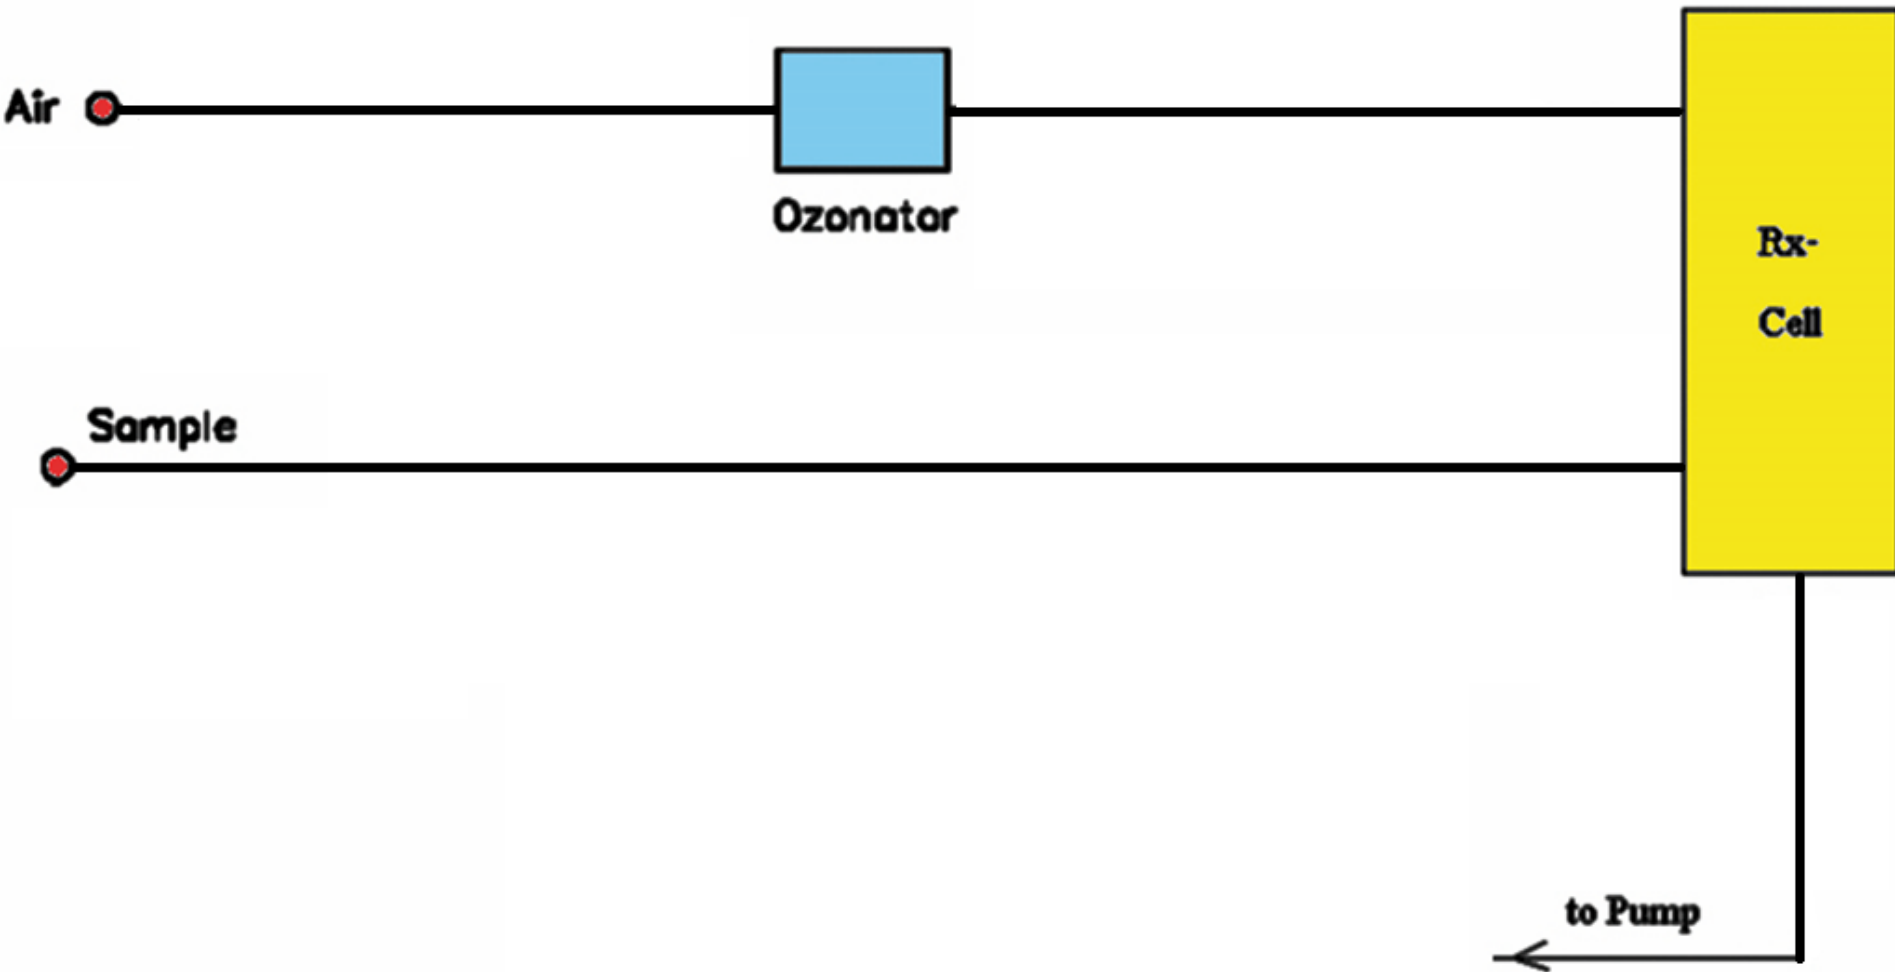 Air
Ozonator
Rx-
Cell
Sample
to Pump